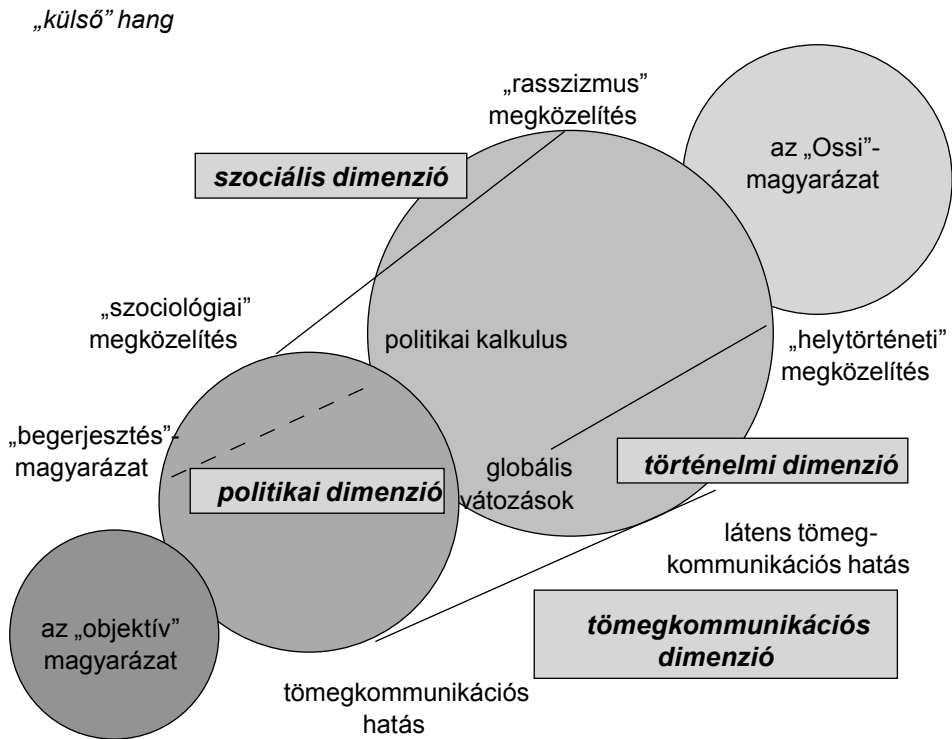 „külső” hang
„rasszizmus”
megközelítés
az „Ossi”-
magyarázat
szociális dimenzió
„szociológiai”
megközelítés
politikai kalkulus
„helytörténeti”
megközelítés
„begerjesztés”-
magyarázat
globális
vátozások
történelmi dimenzió
politikai dimenzió
látens tömeg-
kommunikációs hatás
az „objektív”
magyarázat
tömegkommunikációs
dimenzió
tömegkommunikációs
hatás